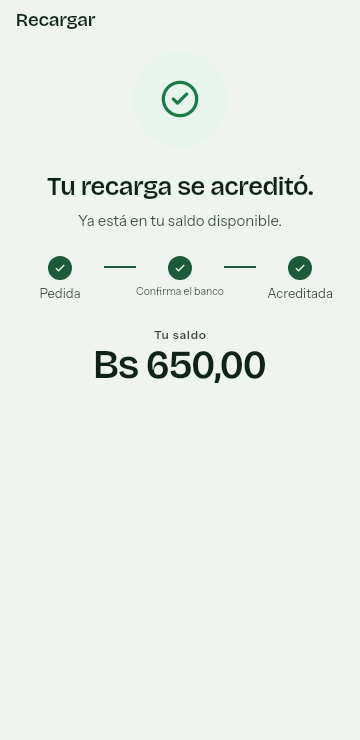 Recargar
Tu recarga se acreditó.
Ya está en tu saldo disponible.
Pedida
Confirma el banco
Acreditada
Tu saldo
Bs 650,00